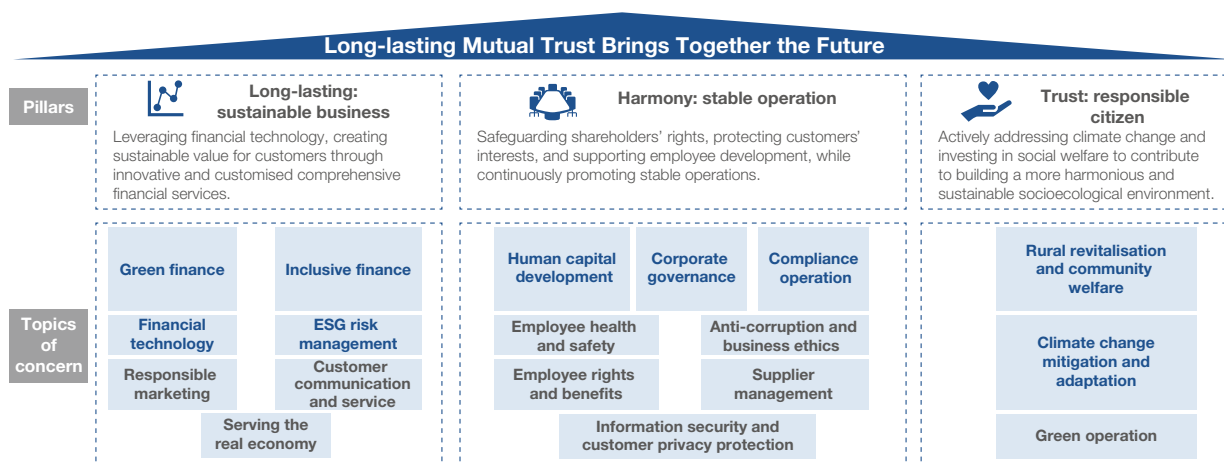 Long-lasting Mutual Trust Brings Together the Future
Pillars
Long-lasting:
sustainable business
Leveraging financial technology, creating
sustainable value for customers through
innovative and customised comprehensive
financial services.
Harmony: stable operation
Safeguarding shareholders' rights, protecting customers'
interests, and supporting employee development, while
continuously promoting stable operations.
Trust: responsible
citizen
Actively addressing climate change and
investing in social welfare to contribute
to building a more harmonious and
sustainable socioecological environment.
Topics
of
concern
Green finance
Inclusive finance
Financial
technology
ESG risk
management
Responsible
marketing
Customer
communication
and service
Serving the
real economy
Human capital
development
Corporate
governance
Compliance
operation
Employee health
and safety
Anti-corruption and
business ethics
Employee rights
and benefits
Supplier
management
Information security and
customer privacy protection
Rural revitalisation
and community
welfare
Climate change
mitigation and
adaptation
Green operation